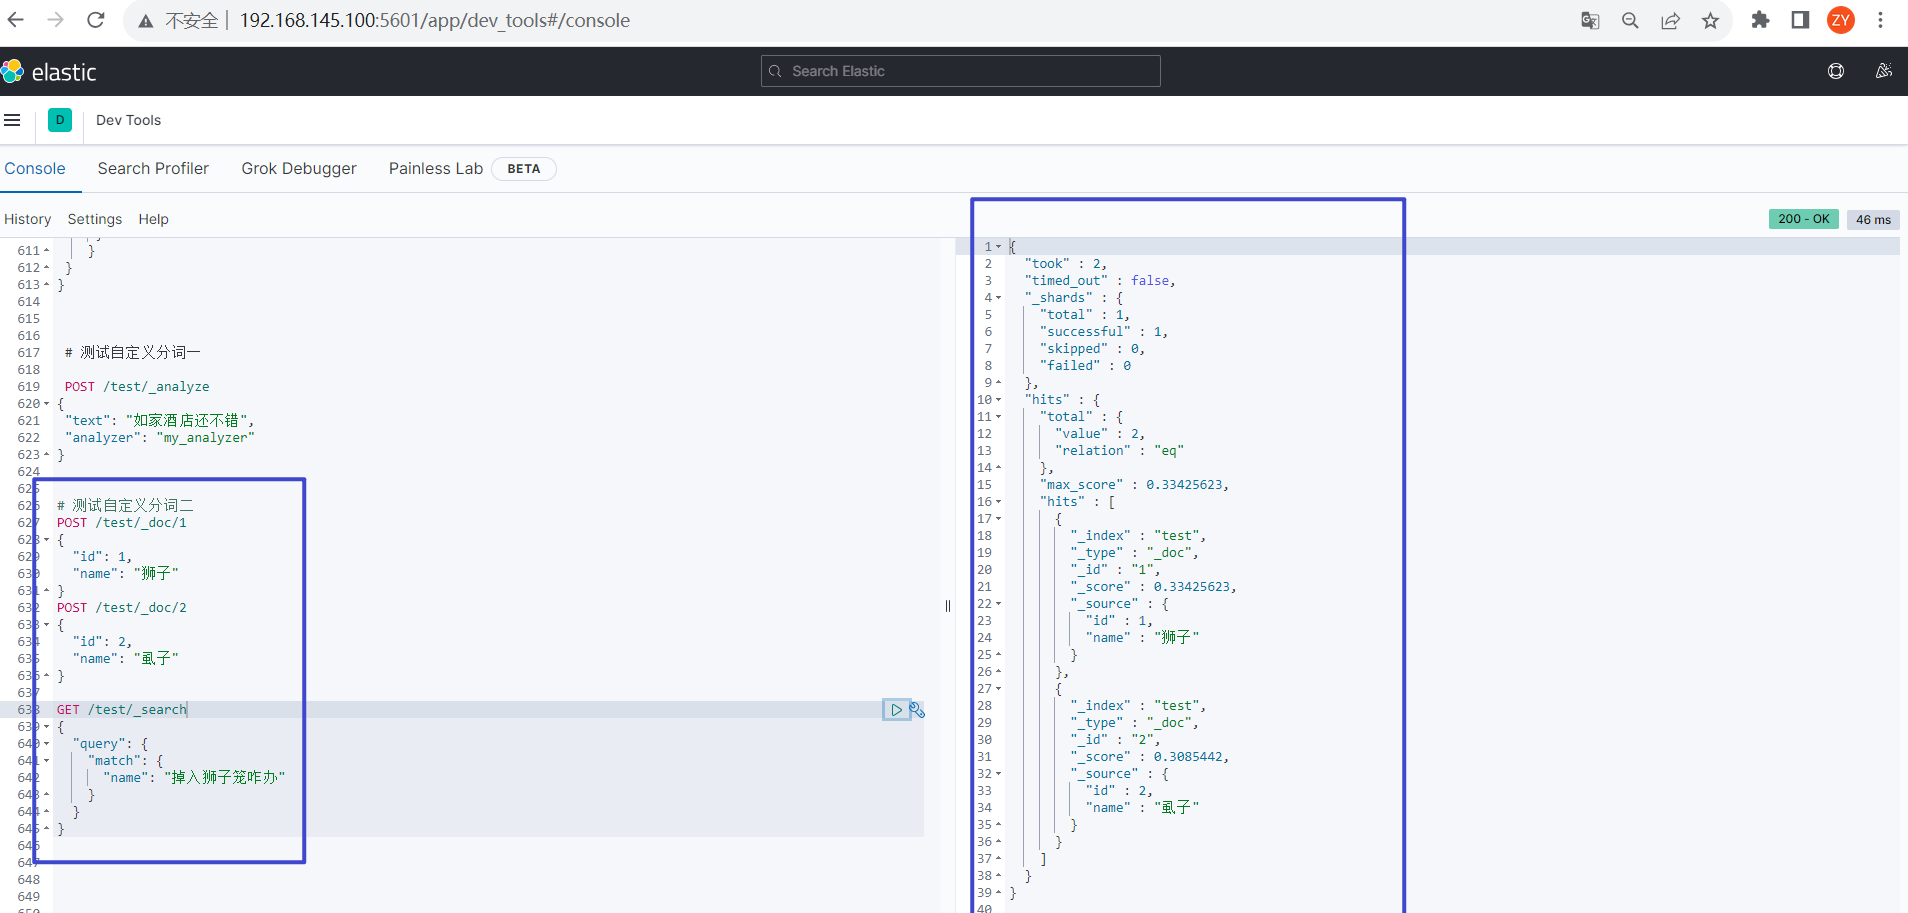 不安全 | 192.168.145.100:5601/app/dev_tools#/console
ZY
elastic
Search Elastic
D
Dev Tools
Console Search Profiler Grok Debugger Painless Lab BETA
History Settings Help
200 - OK 46 ms
611 }
612 }
613 }
614
615
616
617 # 测试自定义分词一
618
619 POST /test/_analyze
620 {
621 "text": "如家酒店还不错",
622 "analyzer": "my_analyzer"
623 }
624
625
626 # 测试自定义分词二
627 POST /test/_doc/1
628 {
629 "id": 1,
630 "name": "狮子"
631 }
632 POST /test/_doc/2
633 {
634 "id": 2,
635 "name": "虱子"
636 }
637
638 GET /test/_search
639 {
640 "query": {
641 "match": {
642 "name": "掉入狮子笼咋办"
643 }
644 }
645 }
646
647
648
649
650
1 {
2 "took" : 2,
3 "timed_out" : false,
4 "_shards" : {
5 "total" : 1,
6 "successful" : 1,
7 "skipped" : 0,
8 "failed" : 0
9 },
10 "hits" : {
11 "total" : {
12 "value" : 2,
13 "relation" : "eq"
14 },
15 "max_score" : 0.33425623,
16 "hits" : [
17 {
18 "_index" : "test",
19 "_type" : "_doc",
20 "_id" : "1",
21 "_score" : 0.33425623,
22 "_source" : {
23 "id" : 1,
24 "name" : "狮子"
25 }
26 },
27 {
28 "_index" : "test",
29 "_type" : "_doc",
30 "_id" : "2",
31 "_score" : 0.3085442,
32 "_source" : {
33 "id" : 2,
34 "name" : "虱子"
35 }
36 }
37 ]
38 }
39 }
40